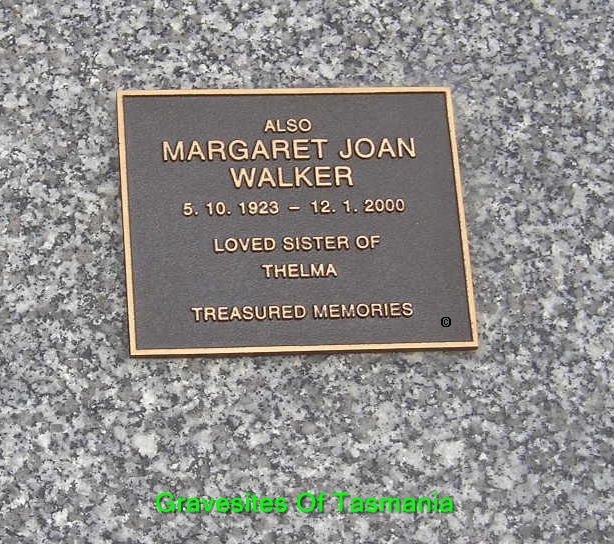 ALSO
MARGARET JOAN
WALKER
5. 10. 1923 – 12. 1. 2000
LOVED SISTER OF
THELMA
TREASURED MEMORIES
©
Gravesites Of Tasmania